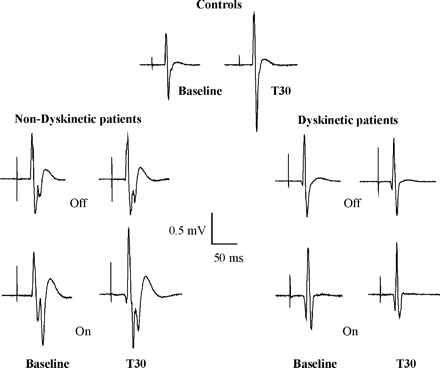 Controls
Baseline T30
Non-Dyskinetic patients
Dyskinetic patients
Off
Off
0.5 mV
50 ms
On
On
Baseline T30
Baseline T30